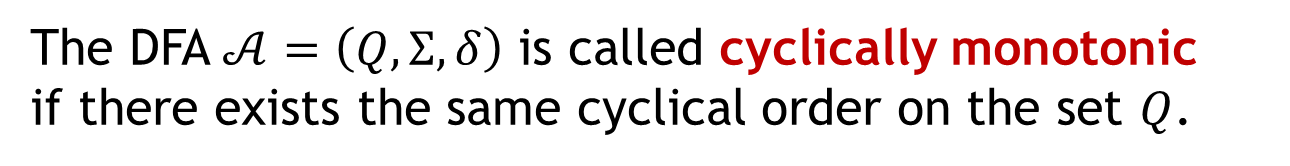 The DFA 𝒜 = (𝑄, Σ, 𝛿) is called cyclically monotonic
if there exists the same cyclical order on the set 𝑄.